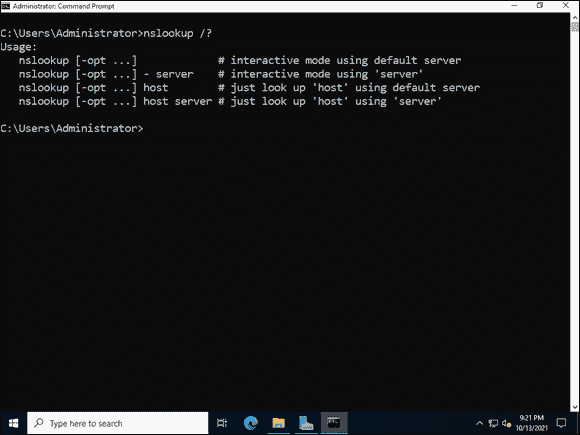 Administrator: Command Prompt
C:\Users\Administrator>nslookup /?
Usage:
   nslookup [-opt ...]             # interactive mode using default server
   nslookup [-opt ...] - server    # interactive mode using 'server'
   nslookup [-opt ...] host        # just look up 'host' using default server
   nslookup [-opt ...] host server # just look up 'host' using 'server'
C:\Users\Administrator>
Type here to search
9:21 PM
10/13/2021